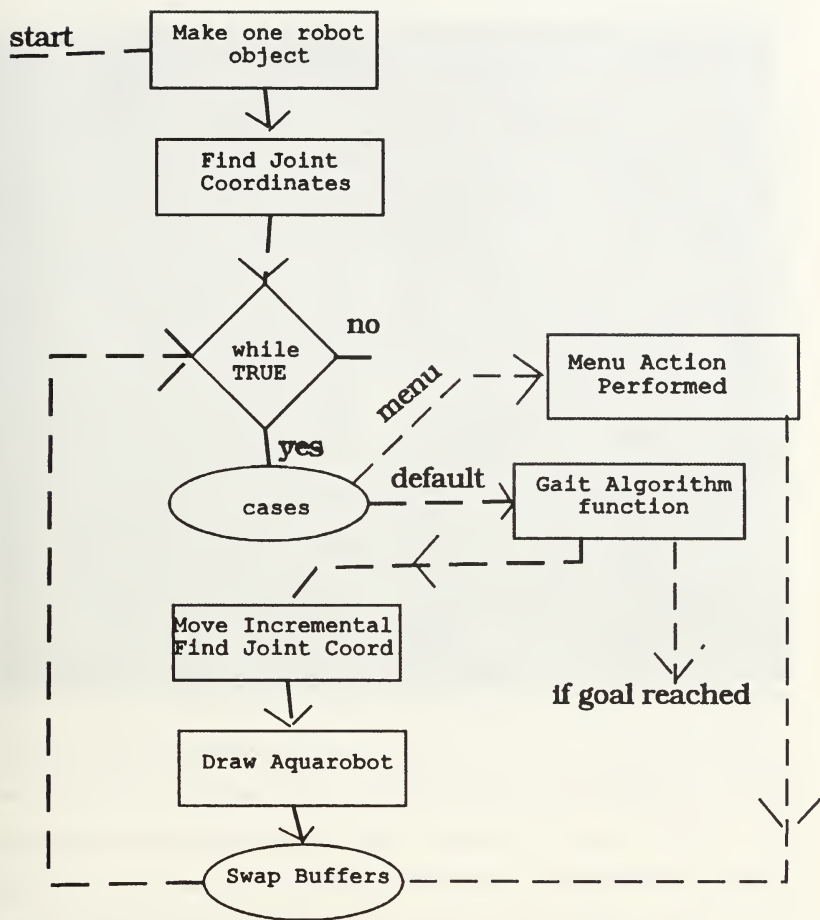 start
Make one robot
object
Find Joint
Coordinates
while
TRUE
no
yes
cases
menu
Menu Action
Performed
default
Gait Algorithm
function
Move Incremental
Find Joint Coord
if goal reached
Draw Aquarobot
Swap Buffers